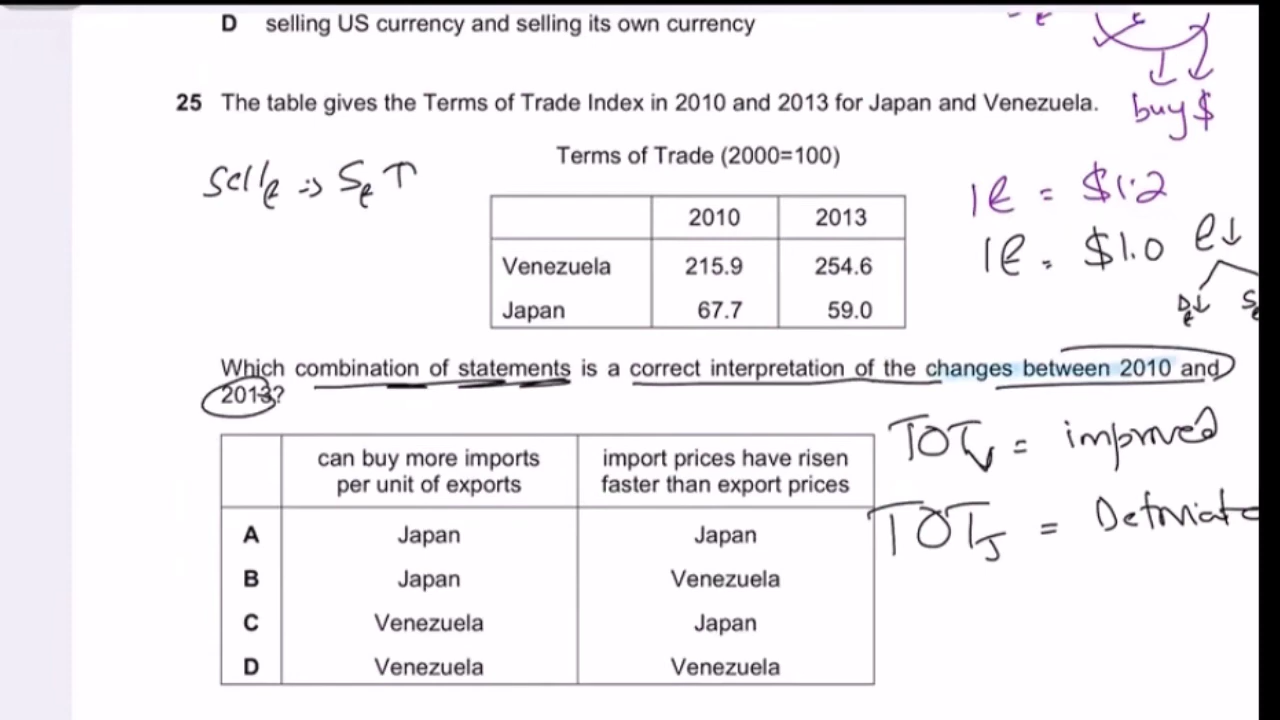 D selling US currency and selling its own currency
buy $
25 The table gives the Terms of Trade Index in 2010 and 2013 for Japan and Venezuela.
Terms of Trade (2000=100)
Sell € => S€ ↑
1€ = $1.2
2010 2013
1€ = $1.0 €↓
Venezuela 215.9 254.6
Japan 67.7 59.0
D€↓ S€
Which combination of statements is a correct interpretation of the changes between 2010 and
2013?
TOTV = improved
can buy more imports per unit of exports
import prices have risen faster than export prices
TOTJ =
A Japan Japan
B Japan Venezuela
C Venezuela Japan
D Venezuela Venezuela